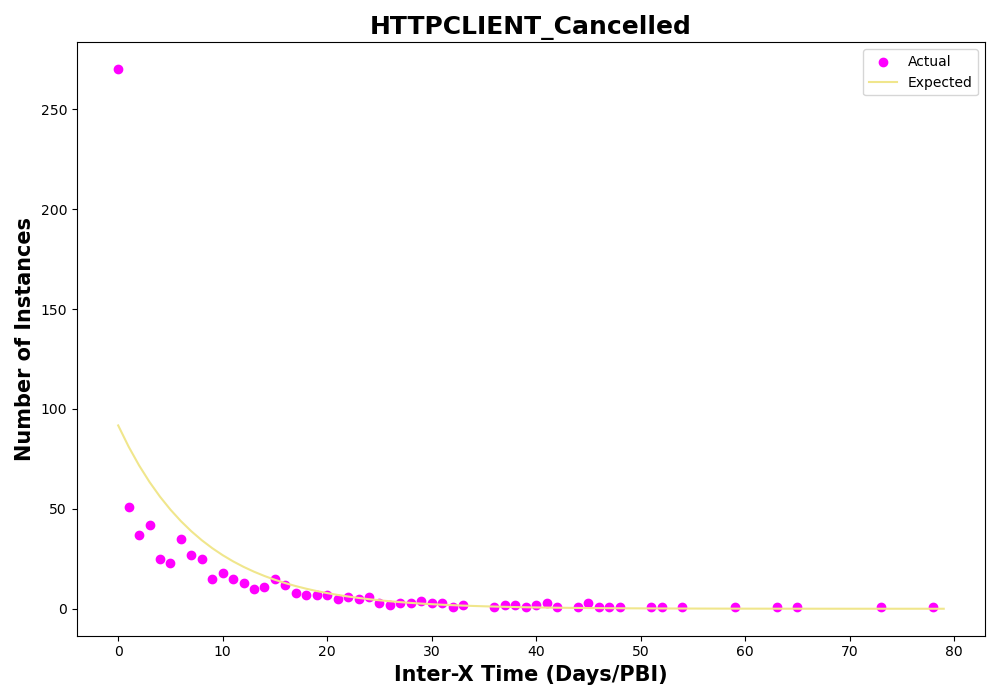 HTTPCLIENT_Cancelled
Actual
Expected
Number of Instances
250
200
150
100
50
0
0 10 20 30 40 50 60 70 80
Inter-X Time (Days/PBI)